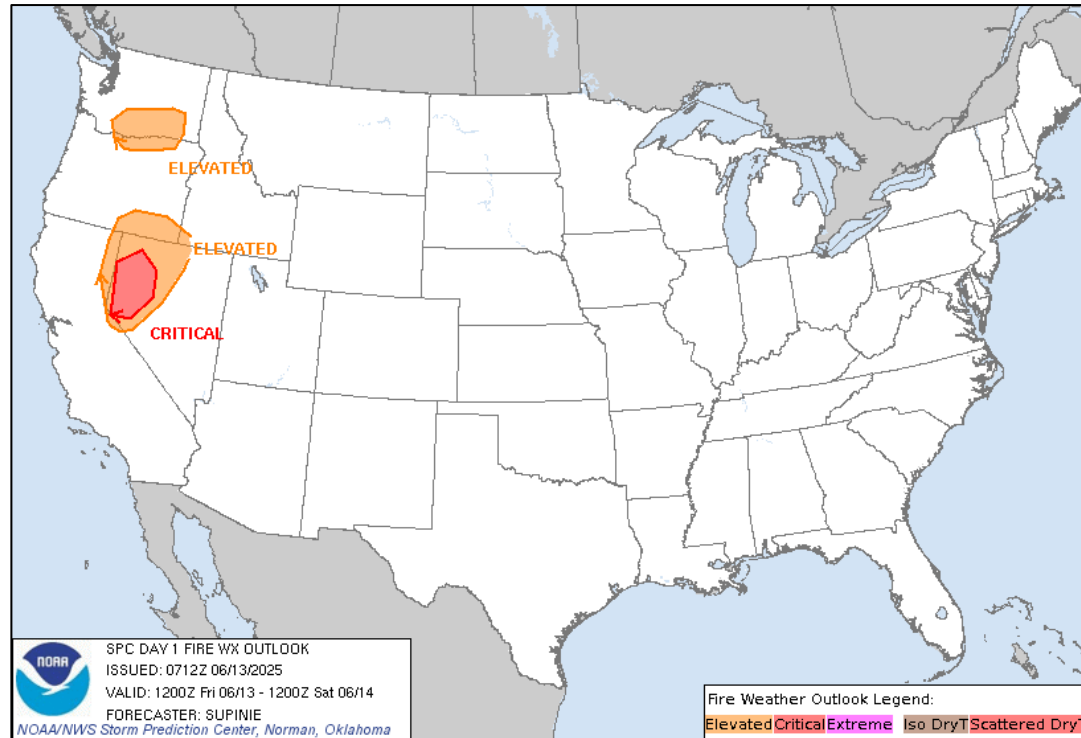 ELEVATED
ELEVATED
CRITICAL
NOAA
SPC DAY 1 FIRE WX OUTLOOK
ISSUED: 0712Z 06/13/2025
VALID: 1200Z Fri 06/13 - 1200Z Sat 06/14
FORECASTER: SUPINIE
NOAA/NWS Storm Prediction Center, Norman, Oklahoma
Fire Weather Outlook Legend:
Elevated Critical Extreme Iso DryT Scattered DryT